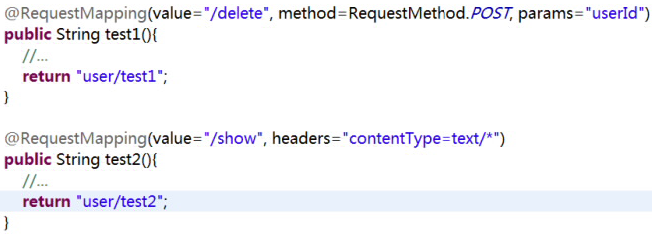 @RequestMapping(value="/delete", method=RequestMethod.POST, params="userId")
public String test1(){
//...
return "user/test1";
}
@RequestMapping(value="/show", headers="contentType=text/*")
public String test2(){
//...
return "user/test2";
}